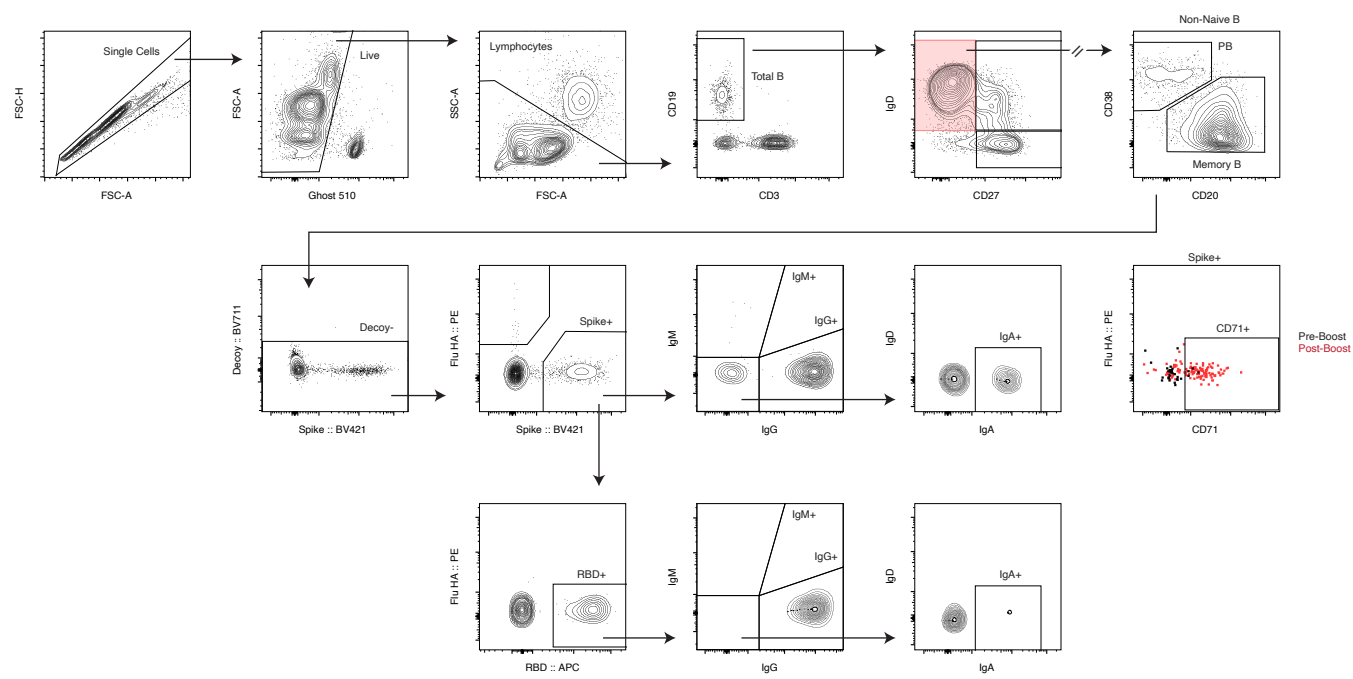 Non-Naive B
Single Cells
Live
Lymphocytes
Total B
PB
Memory B
FSC-H
FSC-A
SSC-A
CD19
IgD
CD38
FSC-A
Ghost 510
FSC-A
CD3
CD27
CD20
Spike+
Decoy-
Spike+
IgM+
IgG+
IgA+
CD71+
Pre-Boost
Post-Boost
Decoy :: BV711
Flu HA :: PE
IgM
IgD
Flu HA :: PE
Spike :: BV421
Spike :: BV421
IgG
IgA
CD71
RBD+
IgM+
IgG+
IgA+
Flu HA :: PE
IgM
IgD
RBD :: APC
IgG
IgA